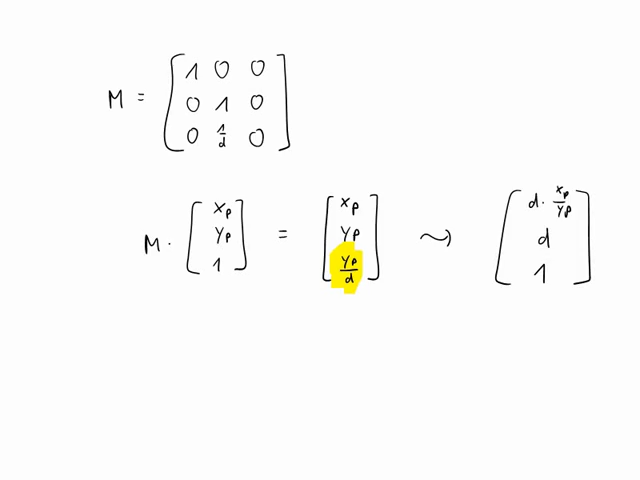 M = [ 1 0 0
0 1 0
0 1/d 0 ]
M · [ xp yp 1 ] = [ xp yp yp/d ] ⤳ [ d · xp/yp d 1 ]